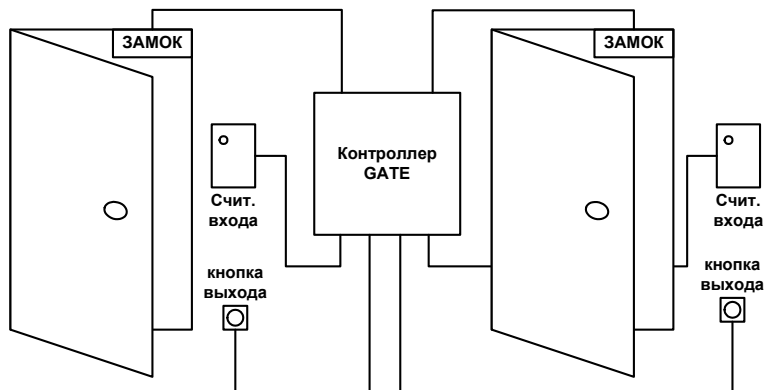 ЗАМОК
ЗАМОК
Контроллер
GATE
Счит.
входа
Счит.
входа
кнопка
выхода
кнопка
выхода